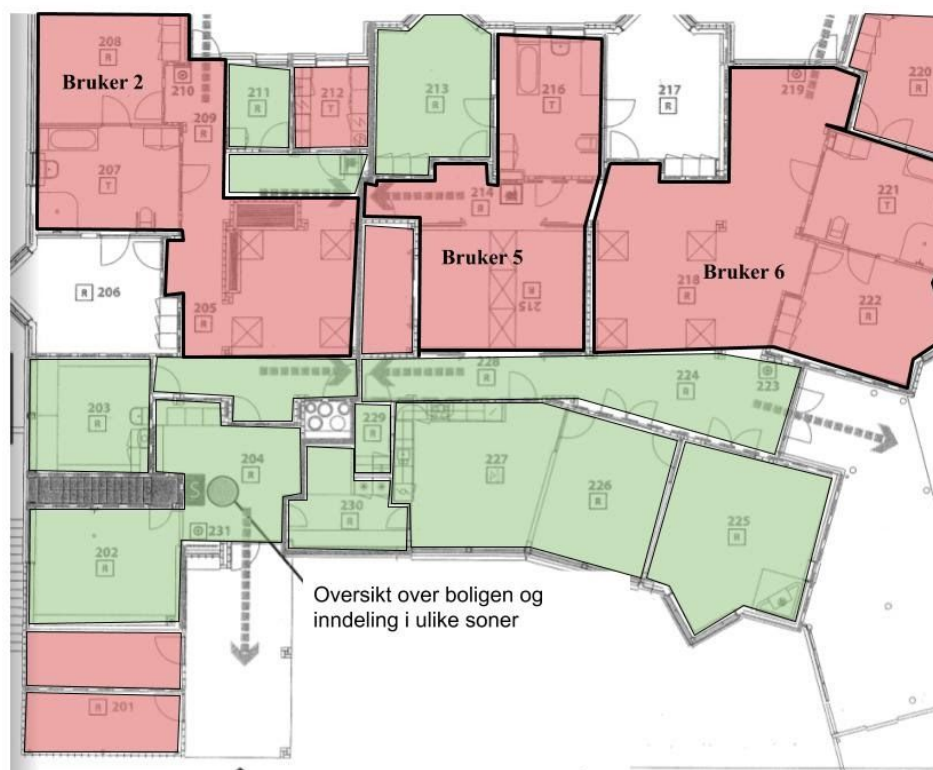 208
R
Bruker 2
210
209
R
207
T
211
R
212
T
213
R
216
T
217
R
219
220
R
221
T
214
R
Bruker 5
215
R
218
R
Bruker 6
222
R
R 206
205
R
203
R
228
R
224
R
223
229
R
204
R
S
231
230
R
227
226
R
225
R
202
R
Oversikt over boligen og
inndeling i ulike soner
R 201